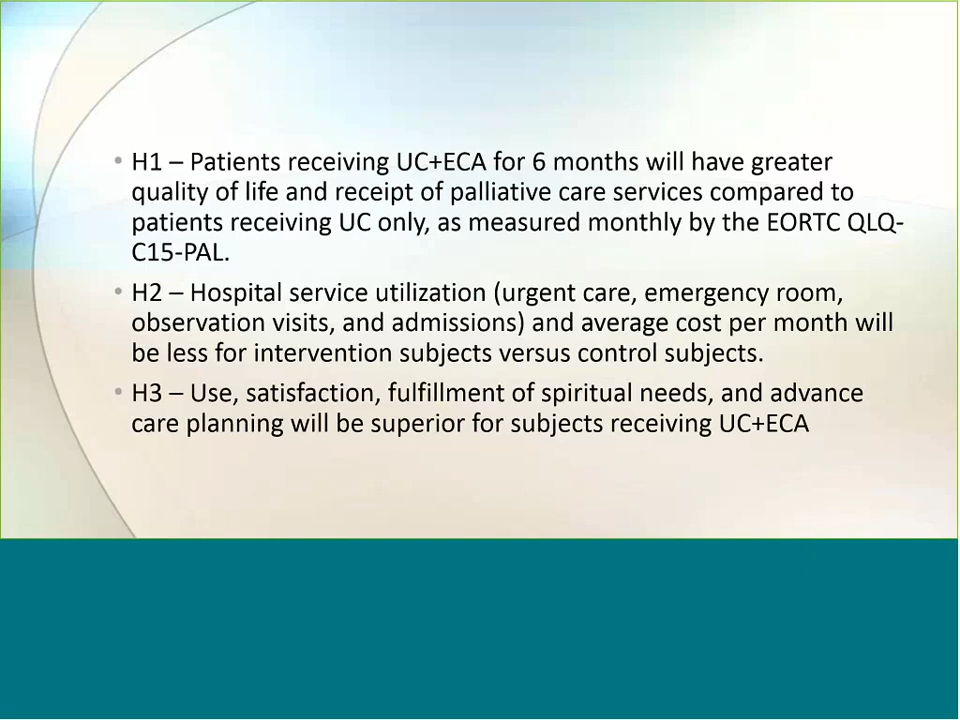 • H1 – Patients receiving UC+ECA for 6 months will have greater
quality of life and receipt of palliative care services compared to
patients receiving UC only, as measured monthly by the EORTC QLQ-
C15-PAL.
• H2 – Hospital service utilization (urgent care, emergency room,
observation visits, and admissions) and average cost per month will
be less for intervention subjects versus control subjects.
• H3 – Use, satisfaction, fulfillment of spiritual needs, and advance
care planning will be superior for subjects receiving UC+ECA